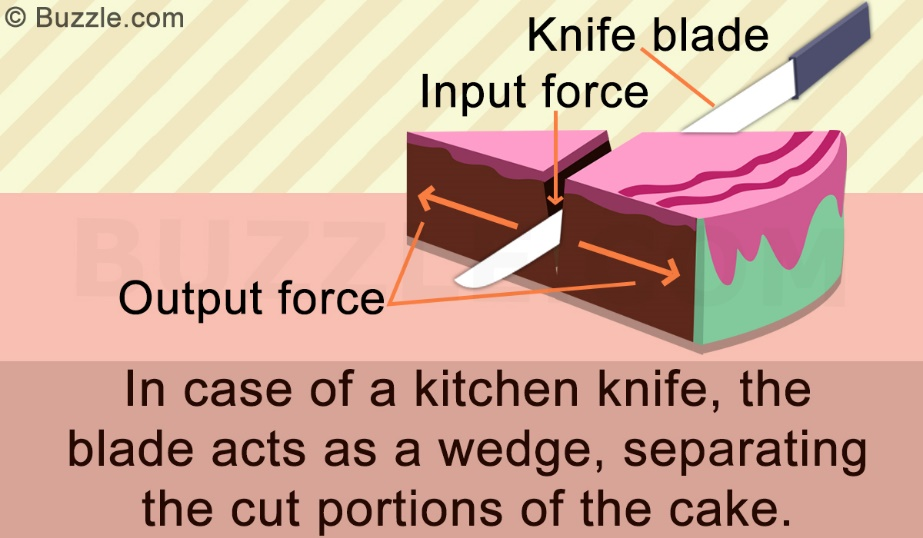 © Buzzle.com
Knife blade
Input force
BUZZLE.COM
Output force
In case of a kitchen knife, the
blade acts as a wedge, separating
the cut portions of the cake.